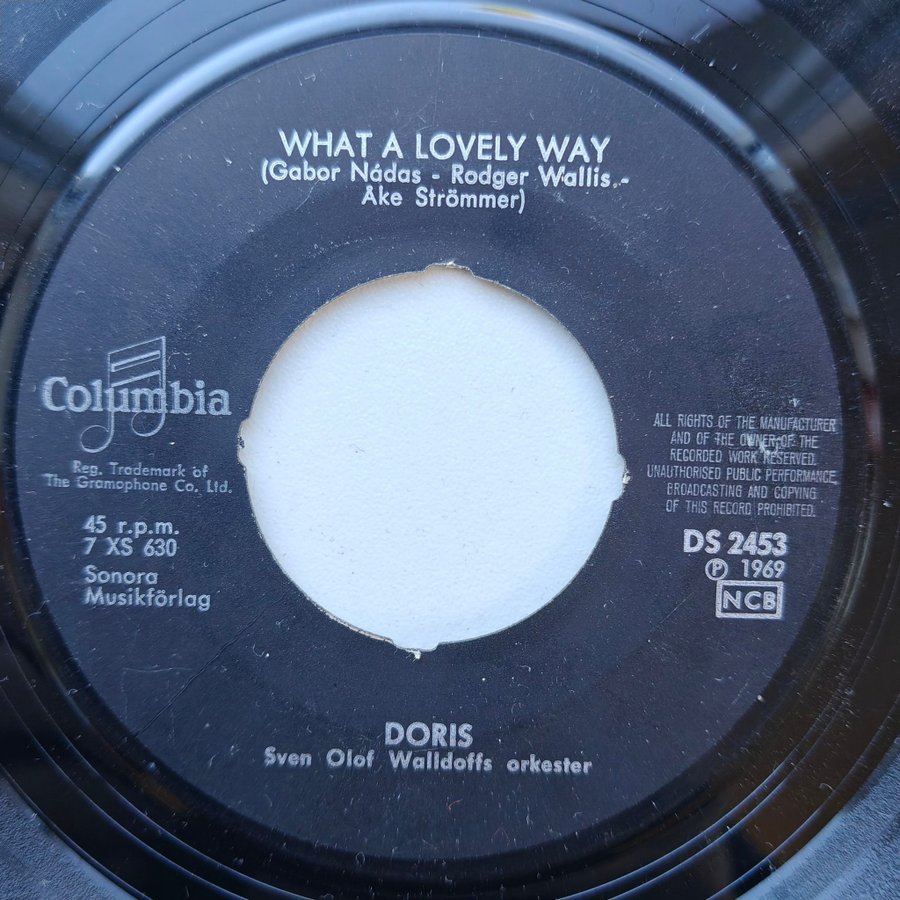 WHAT A LOVELY WAY
(Gabor Nádas - Rodger Wallis -
Åke Strömmer)
Columbia
Reg. Trademark of
The Gramophone Co. Ltd.
45 r.p.m.
7 XS 630
Sonora
Musikförlag
ALL RIGHTS OF THE MANUFACTURER
AND OF THE OWNER OF THE
RECORDED WORK RESERVED.
UNAUTHORISED PUBLIC PERFORMANCE,
BROADCASTING AND COPYING
OF THIS RECORD PROHIBITED.
DS 2453
Ⓟ 1969
NCB
DORIS
Sven Olof Walldoffs orkester